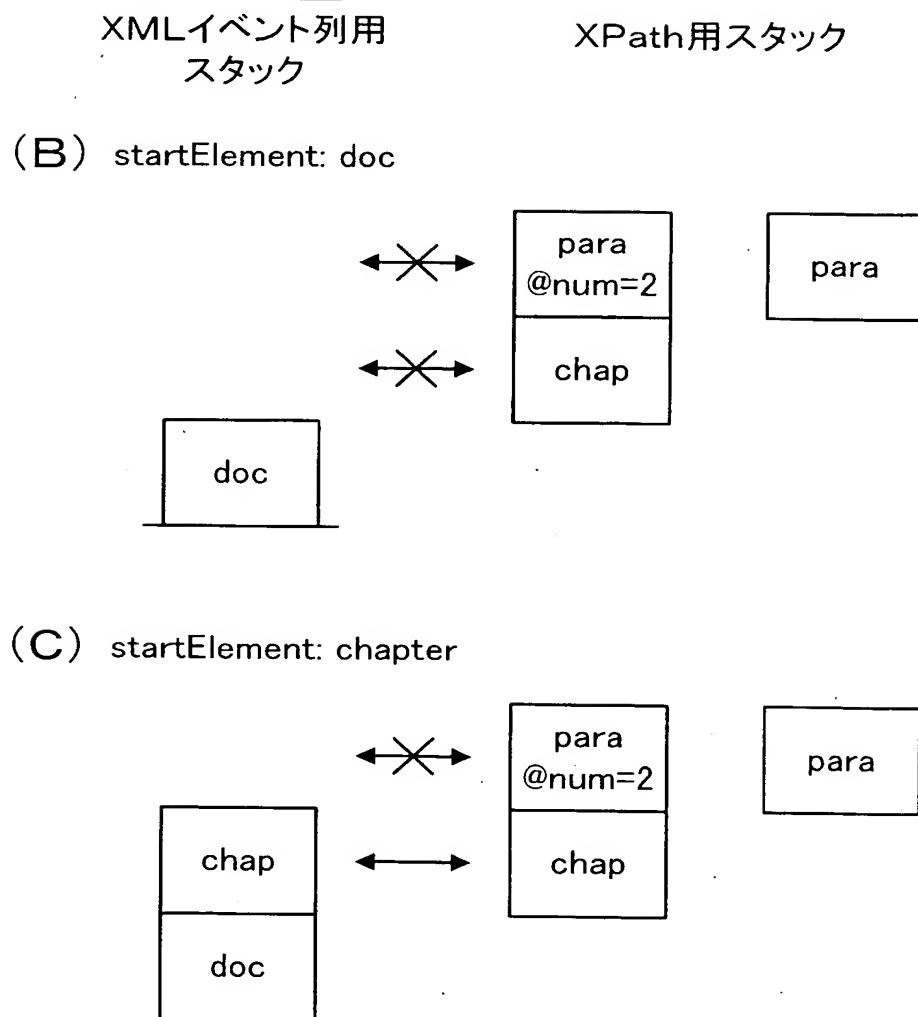 XMLイベント列用
スタック
XPath用スタック
(B) startElement: doc
para
@num=2
para
chap
doc
(C) startElement: chapter
para
@num=2
para
chap
chap
doc